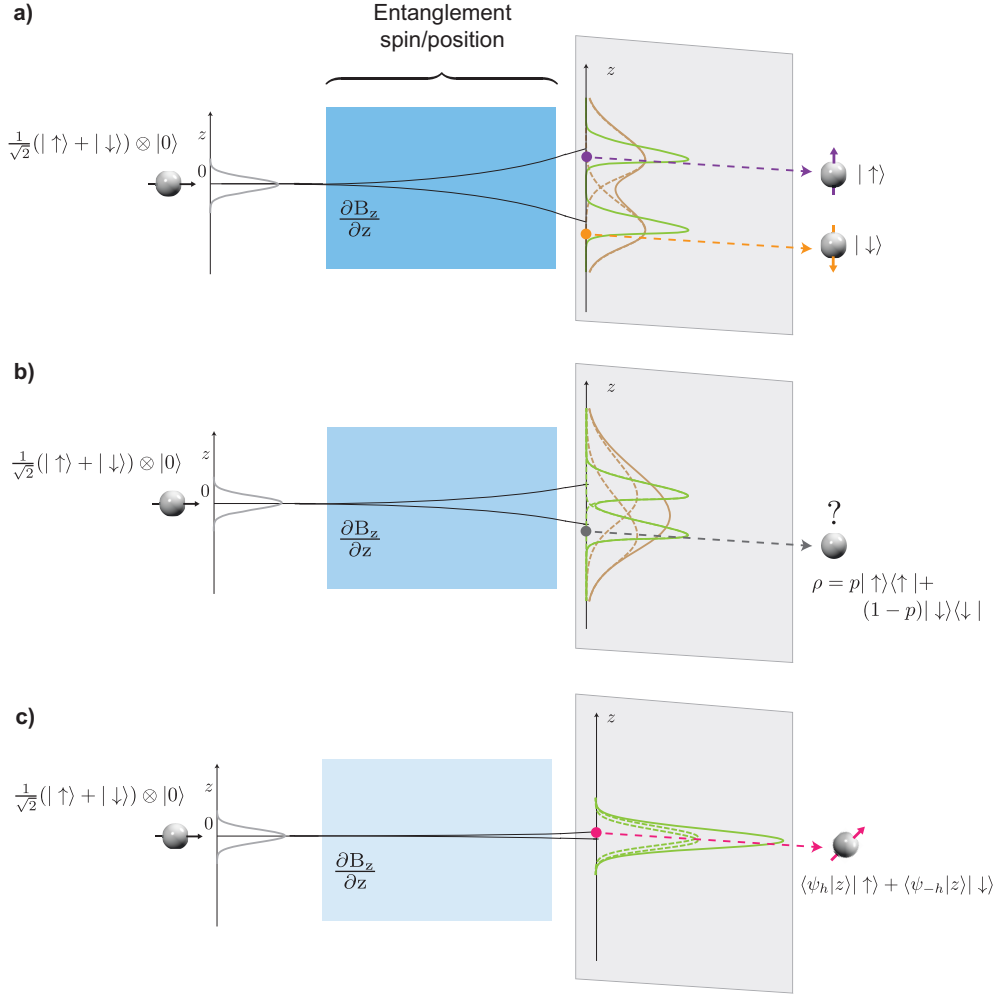 a)
Entanglement
spin/position
z
z
0
$\frac{1}{\sqrt{2}}(|\uparrow\rangle + |\downarrow\rangle) \otimes |0\rangle$
$|\uparrow\rangle$
$\frac{\partial B_z}{\partial z}$
$|\downarrow\rangle$
b)
z
z
0
$\frac{1}{\sqrt{2}}(|\uparrow\rangle + |\downarrow\rangle) \otimes |0\rangle$
$\frac{\partial B_z}{\partial z}$
?
$\rho = p|\uparrow\rangle\langle\uparrow| +$
$(1-p)|\downarrow\rangle\langle\downarrow|$
c)
z
z
0
$\frac{1}{\sqrt{2}}(|\uparrow\rangle + |\downarrow\rangle) \otimes |0\rangle$
$\frac{\partial B_z}{\partial z}$
$\langle\psi_h|z\rangle|\uparrow\rangle + \langle\psi_{-h}|z\rangle|\downarrow\rangle$